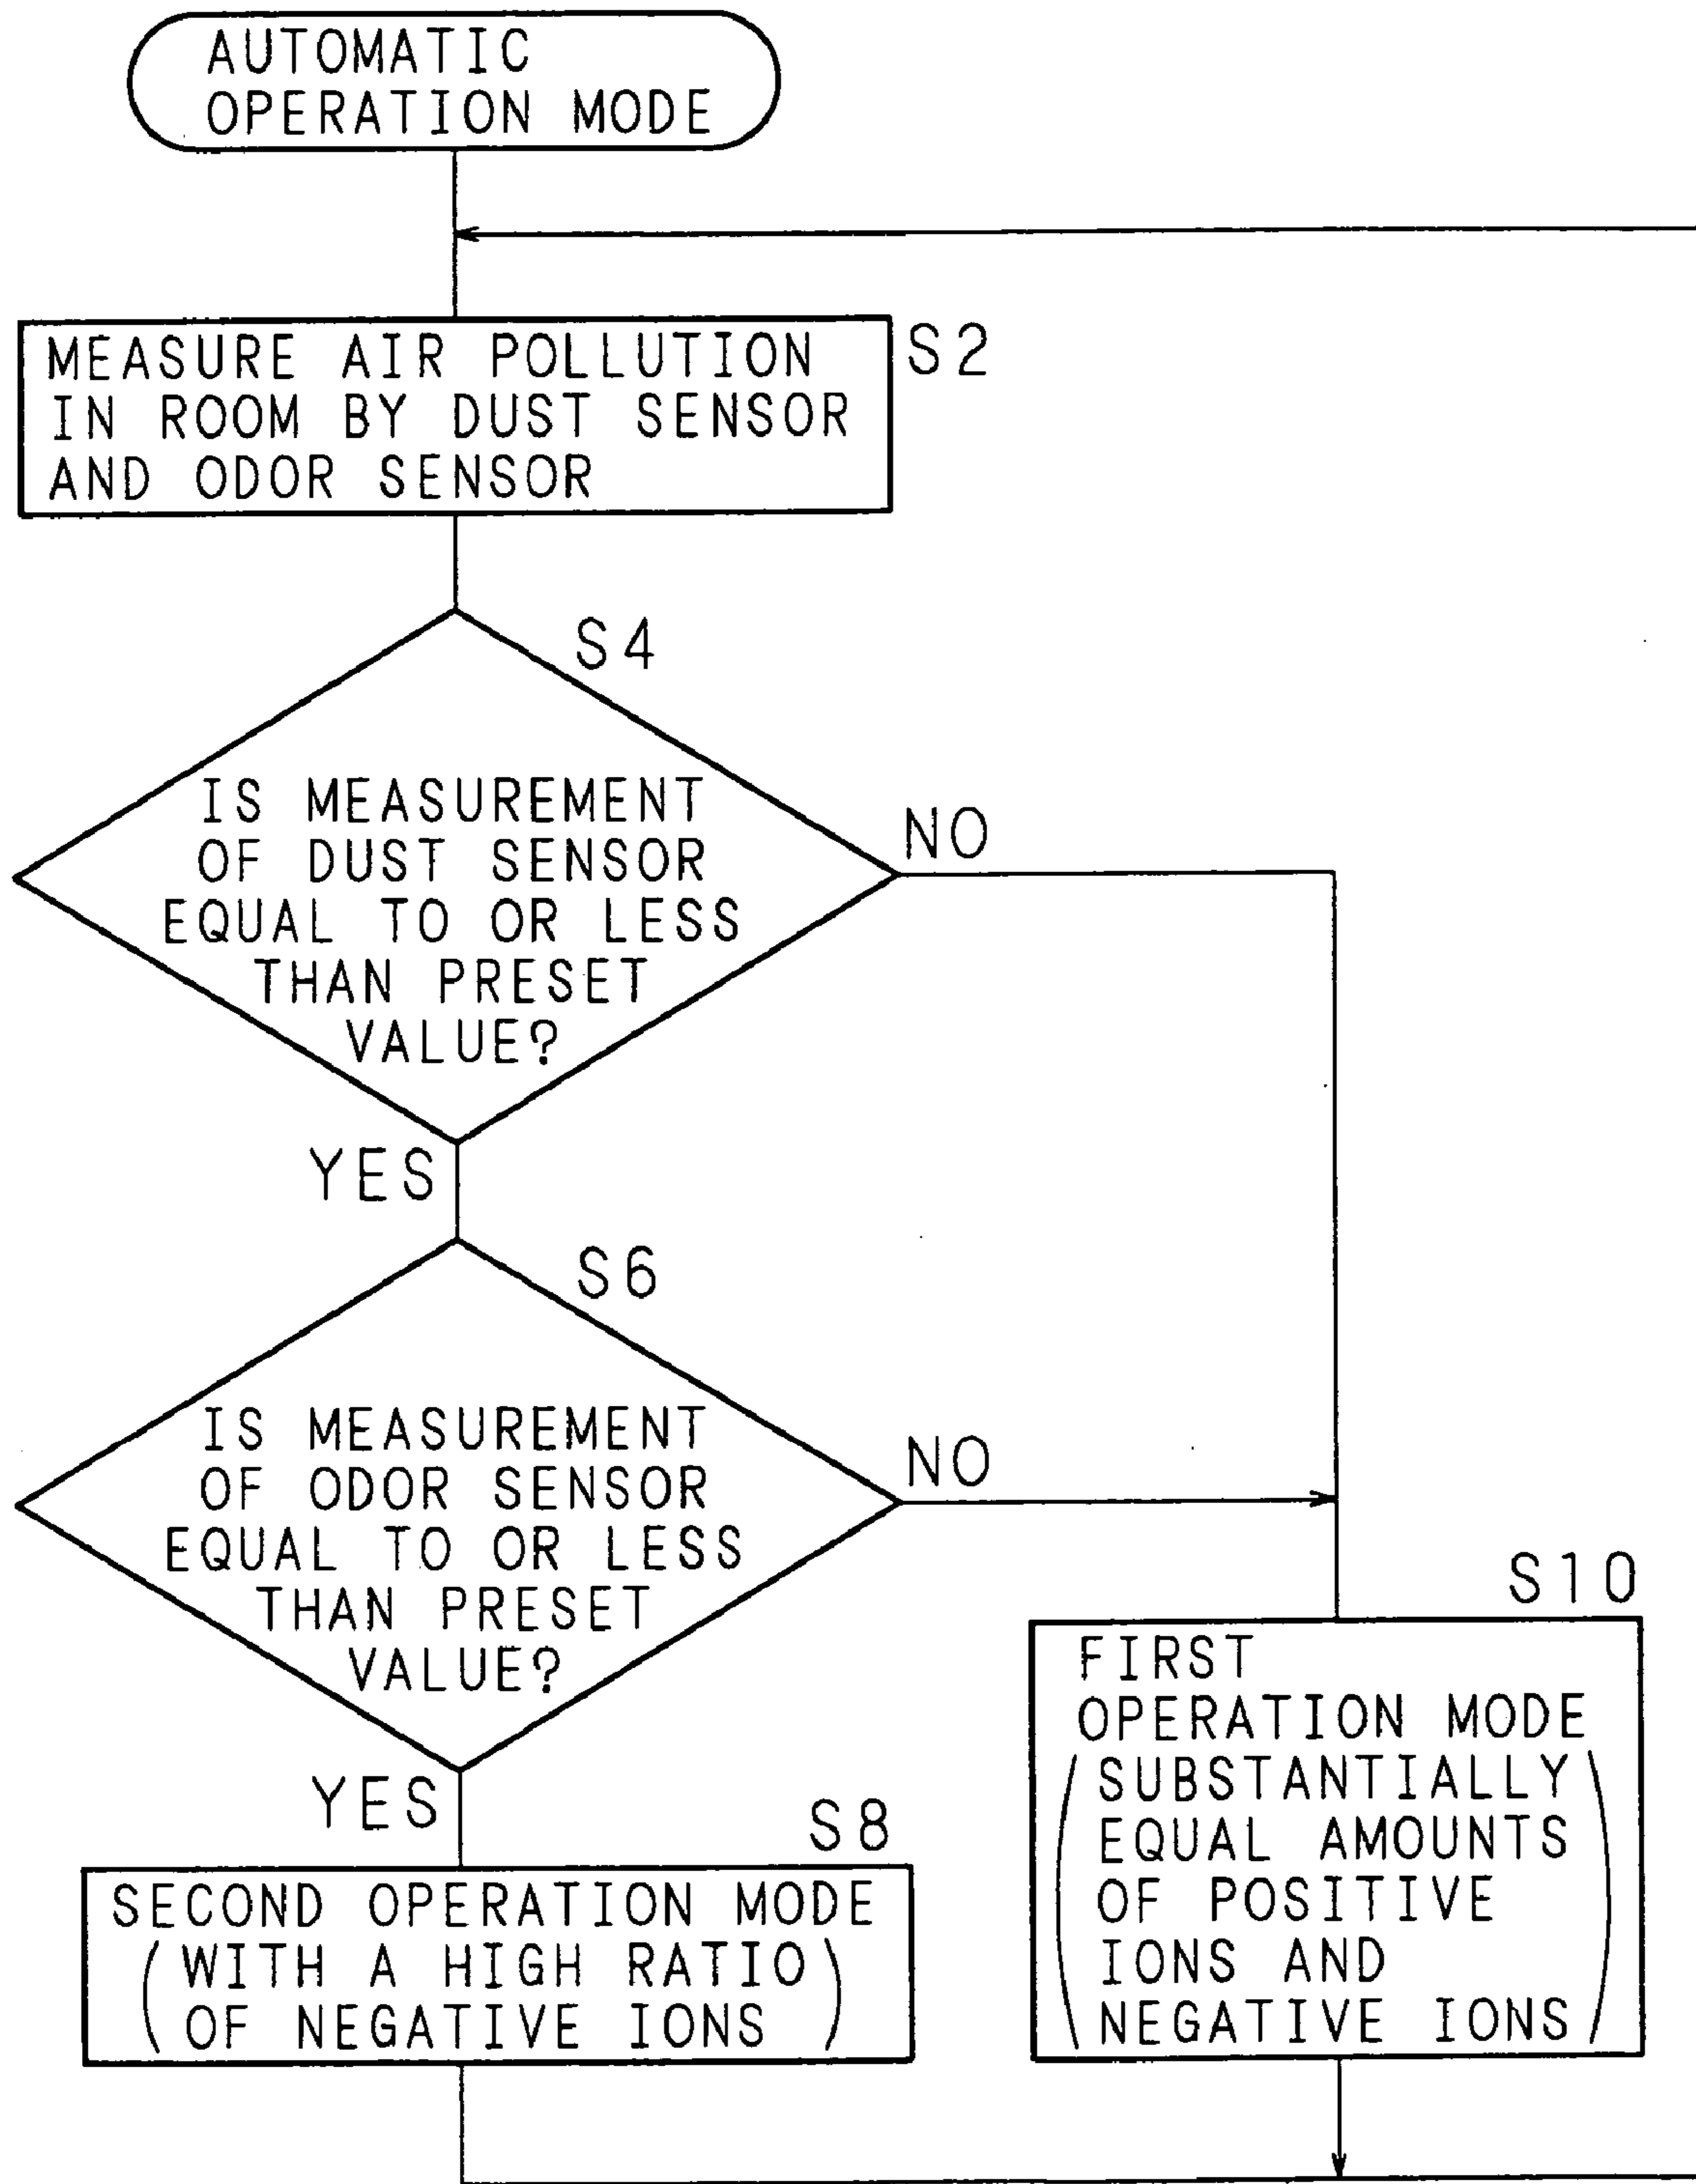 AUTOMATIC
OPERATION MODE
MEASURE AIR POLLUTION
IN ROOM BY DUST SENSOR
AND ODOR SENSOR
S2
S4
IS MEASUREMENT
OF DUST SENSOR
EQUAL TO OR LESS
THAN PRESET
VALUE?
NO
YES
S6
IS MEASUREMENT
OF ODOR SENSOR
EQUAL TO OR LESS
THAN PRESET
VALUE?
NO
YES
S8
SECOND OPERATION MODE
(WITH A HIGH RATIO
OF NEGATIVE IONS)
S10
FIRST
OPERATION MODE
(SUBSTANTIALLY
EQUAL AMOUNTS
OF POSITIVE
IONS AND
NEGATIVE IONS)